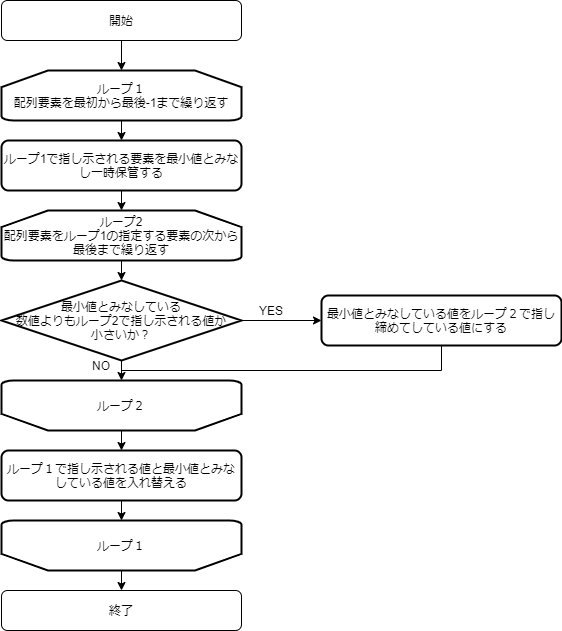 開始
ループ１
配列要素を最初から最後-1まで繰り返す
ループ1で指し示される要素を最小値とみな
し一時保管する
ループ2
配列要素をループ1の指定する要素の次から
最後まで繰り返す
最小値とみなしている
数値よりもループ2で指し示される値が
小さいか？
YES
最小値とみなしている値をループ２で指し
締めてしている値にする
NO
ループ２
ループ１で指し示される値と最小値とみな
している値を入れ替える
ループ１
終了